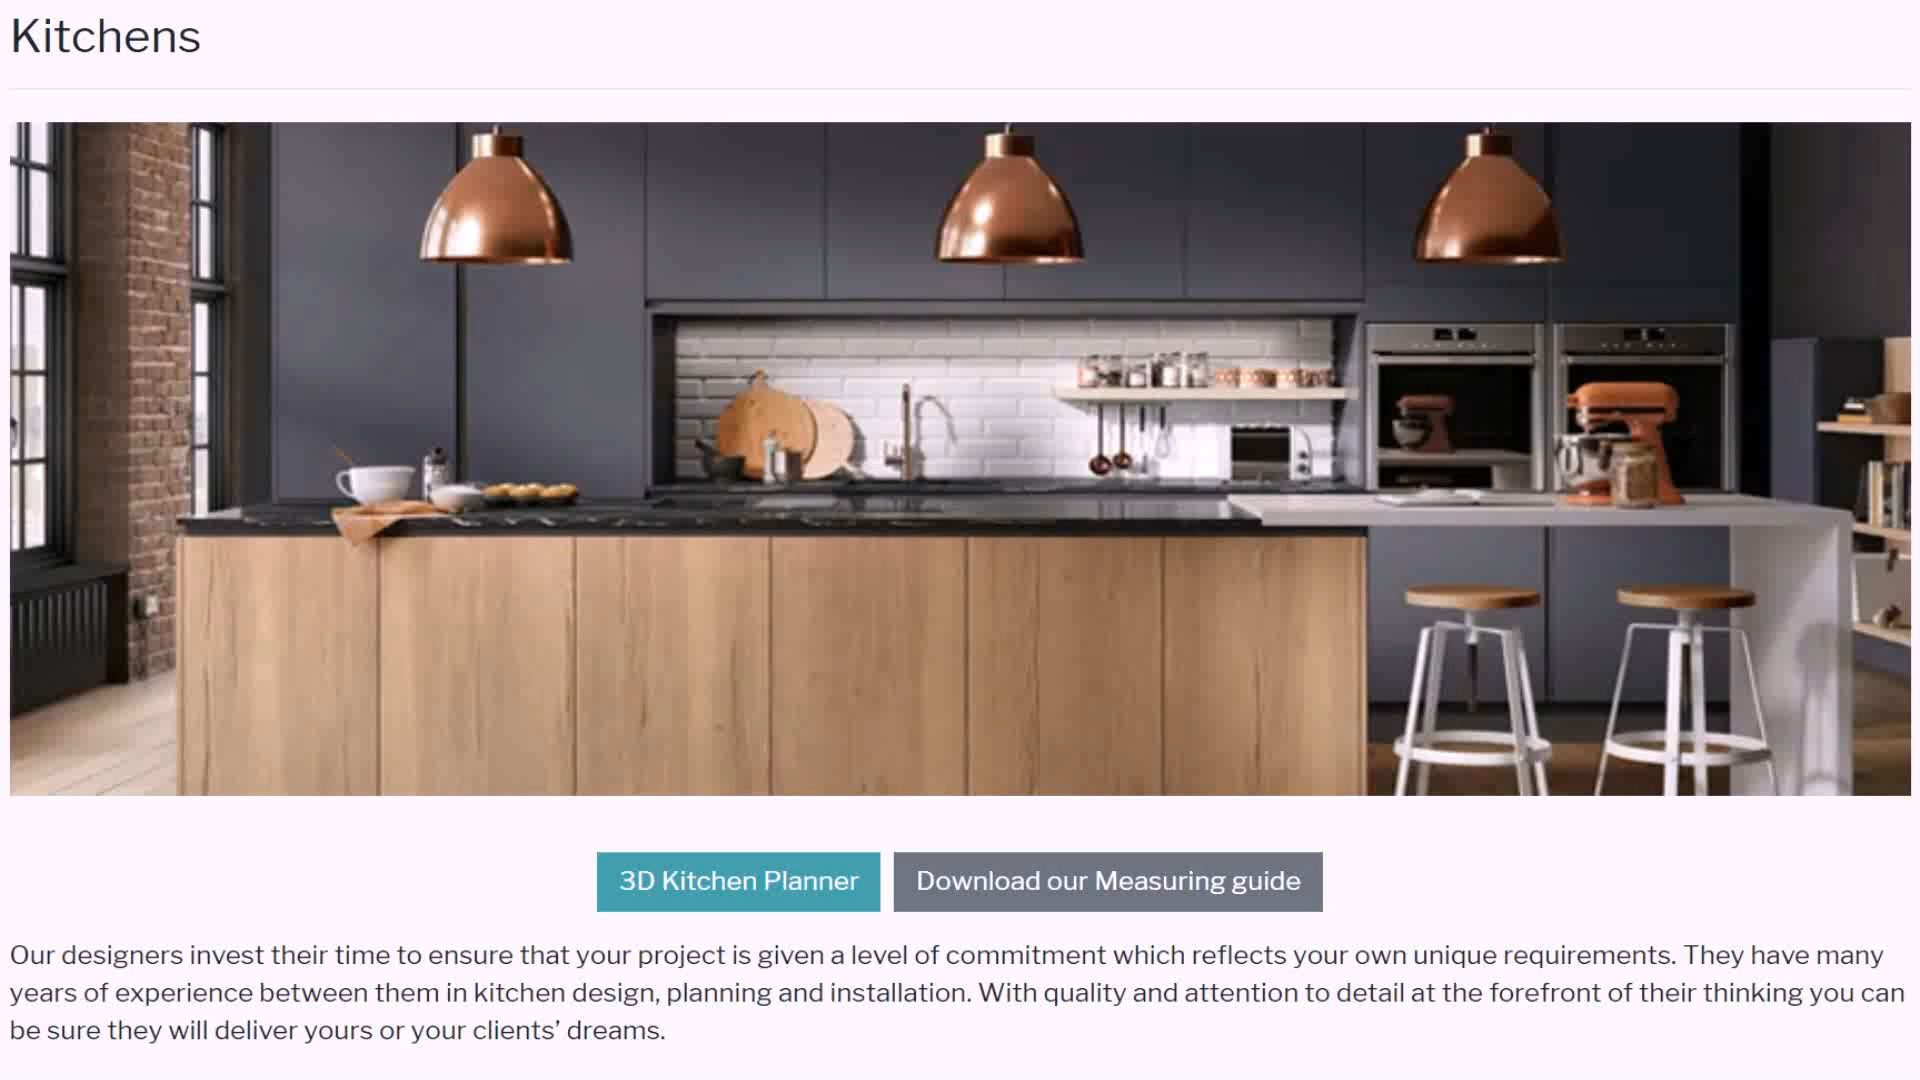 Kitchens
3D Kitchen Planner
Download our Measuring guide
Our designers invest their time to ensure that your project is given a level of commitment which reflects your own unique requirements. They have many
years of experience between them in kitchen design, planning and installation. With quality and attention to detail at the forefront of their thinking you can
be sure they will deliver yours or your clients’ dreams.